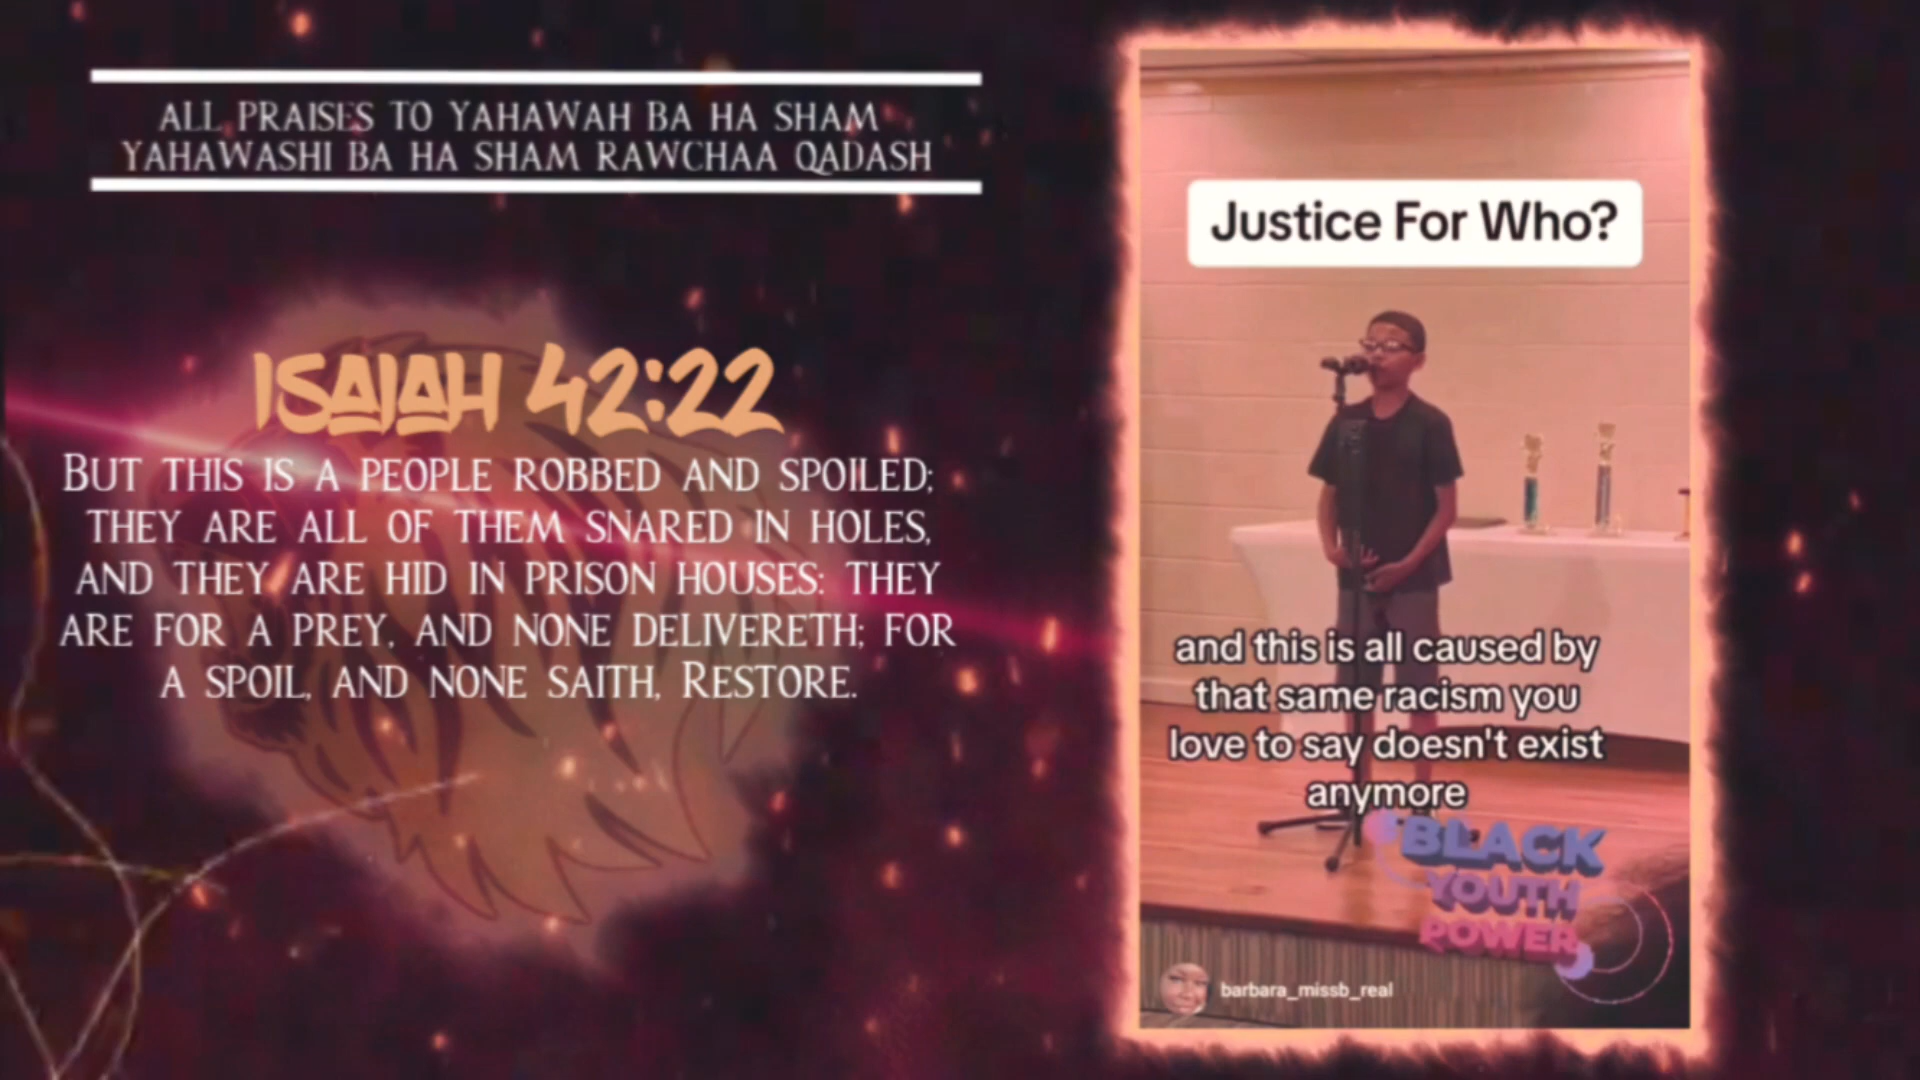 ALL PRAISES TO YAHAWAH BA HA SHAM
YAHAWASHI BA HA SHAM RAWCHAA QADASH
ISAIAH 42:22
BUT THIS IS A PEOPLE ROBBED AND SPOILED;
THEY ARE ALL OF THEM SNARED IN HOLES,
AND THEY ARE HID IN PRISON HOUSES: THEY
ARE FOR A PREY, AND NONE DELIVERETH; FOR
A SPOIL, AND NONE SAITH, RESTORE.
Justice For Who?
and this is all caused by
that same racism you
love to say doesn't exist
anymore
BLACK
YOUTH
POWER
barbara_missb_real